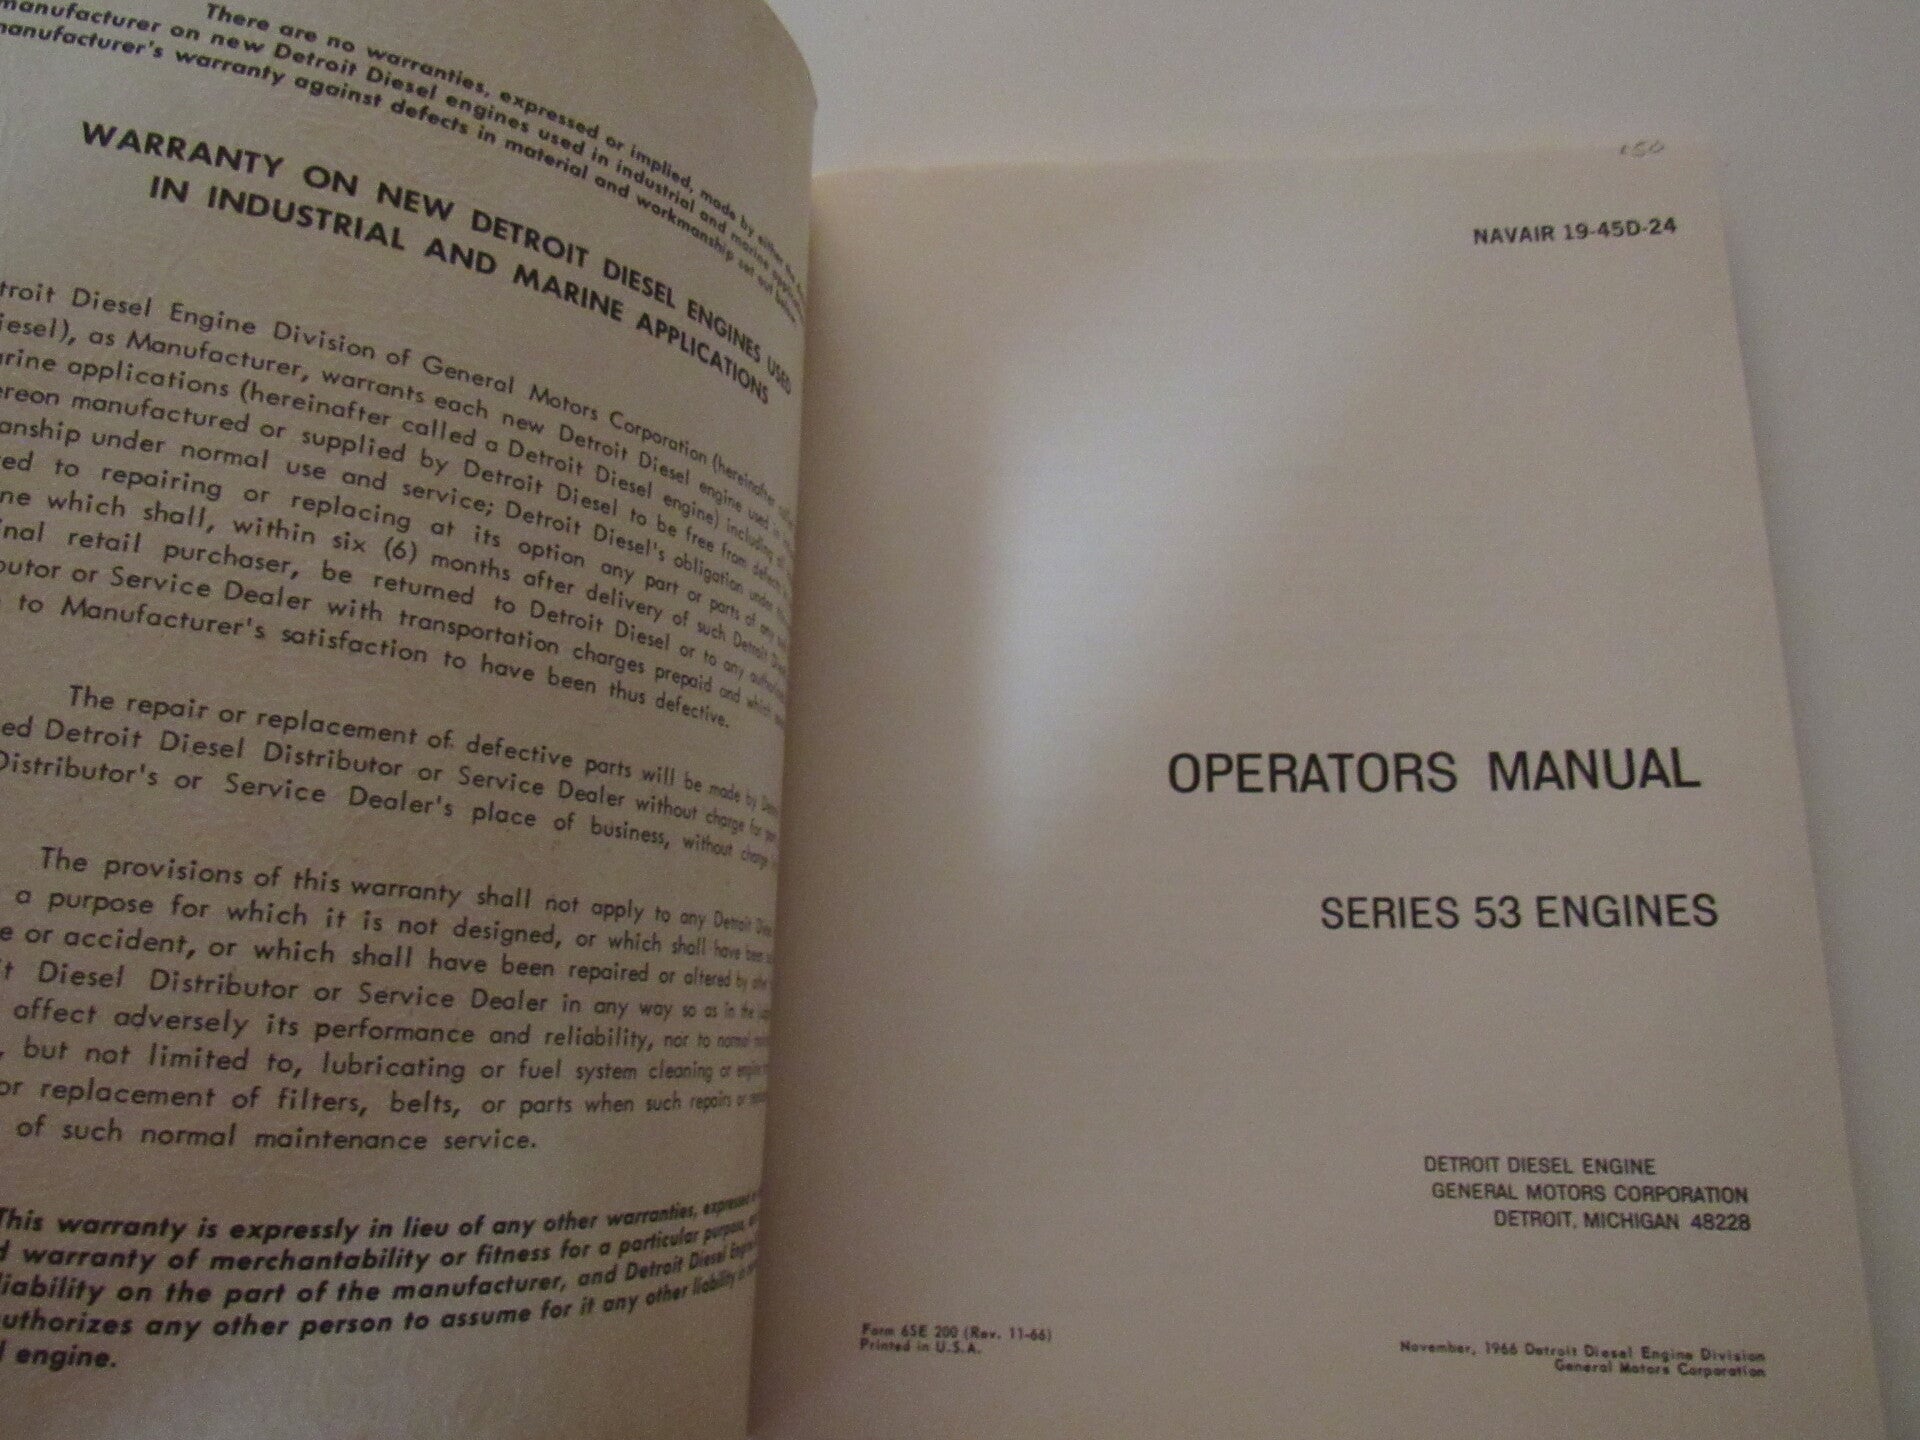 There are no warranties, expressed or implied, made by either the
manufacturer on new Detroit Diesel engines used in industrial and marine
manufacturer's warranty against defects in material and workmanship set out below
WARRANTY ON NEW DETROIT DIESEL ENGINES USED
IN INDUSTRIAL AND MARINE APPLICATIONS
Diesel Engine Division of General Motors Corporation (hereinafter
as Manufacturer, warrants each new Detroit Diesel engine used in
applications (hereinafter called a Detroit Diesel engine) including all
manufactured or supplied by Detroit Diesel to be free from defects
under normal use and service; Detroit Diesel's obligation under
to repairing or replacing at its option any part or parts of any
which shall, within six (6) months after delivery of such Detroit
retail purchaser, be returned to Detroit Diesel or to any authorized
or Service Dealer with transportation charges prepaid and which
to Manufacturer's satisfaction to have been thus defective.
The repair or replacement of defective parts will be made by
Detroit Diesel Distributor or Service Dealer without charge for
Distributor's or Service Dealer's place of business, without charge
The provisions of this warranty shall not apply to any Detroit
a purpose for which it is not designed, or which shall have been
or accident, or which shall have been repaired or altered by
Diesel Distributor or Service Dealer in any way so as in the
affect adversely its performance and reliability, nor to normal
but not limited to, lubricating or fuel system cleaning or
or replacement of filters, belts, or parts when such repairs or
of such normal maintenance service.
This warranty is expressly in lieu of any other warranties, expressed
warranty of merchantability or fitness for a particular purpose,
liability on the part of the manufacturer, and Detroit Diesel
authorizes any other person to assume for it any other liability
engine.
NAVAIR 19-45D-24
OPERATORS MANUAL
SERIES 53 ENGINES
DETROIT DIESEL ENGINE
GENERAL MOTORS CORPORATION
DETROIT, MICHIGAN 48228
Form 6SE 200 (Rev. 11-66)
Printed in U.S.A.
November, 1966 Detroit Diesel Engine Division
General Motors Corporation